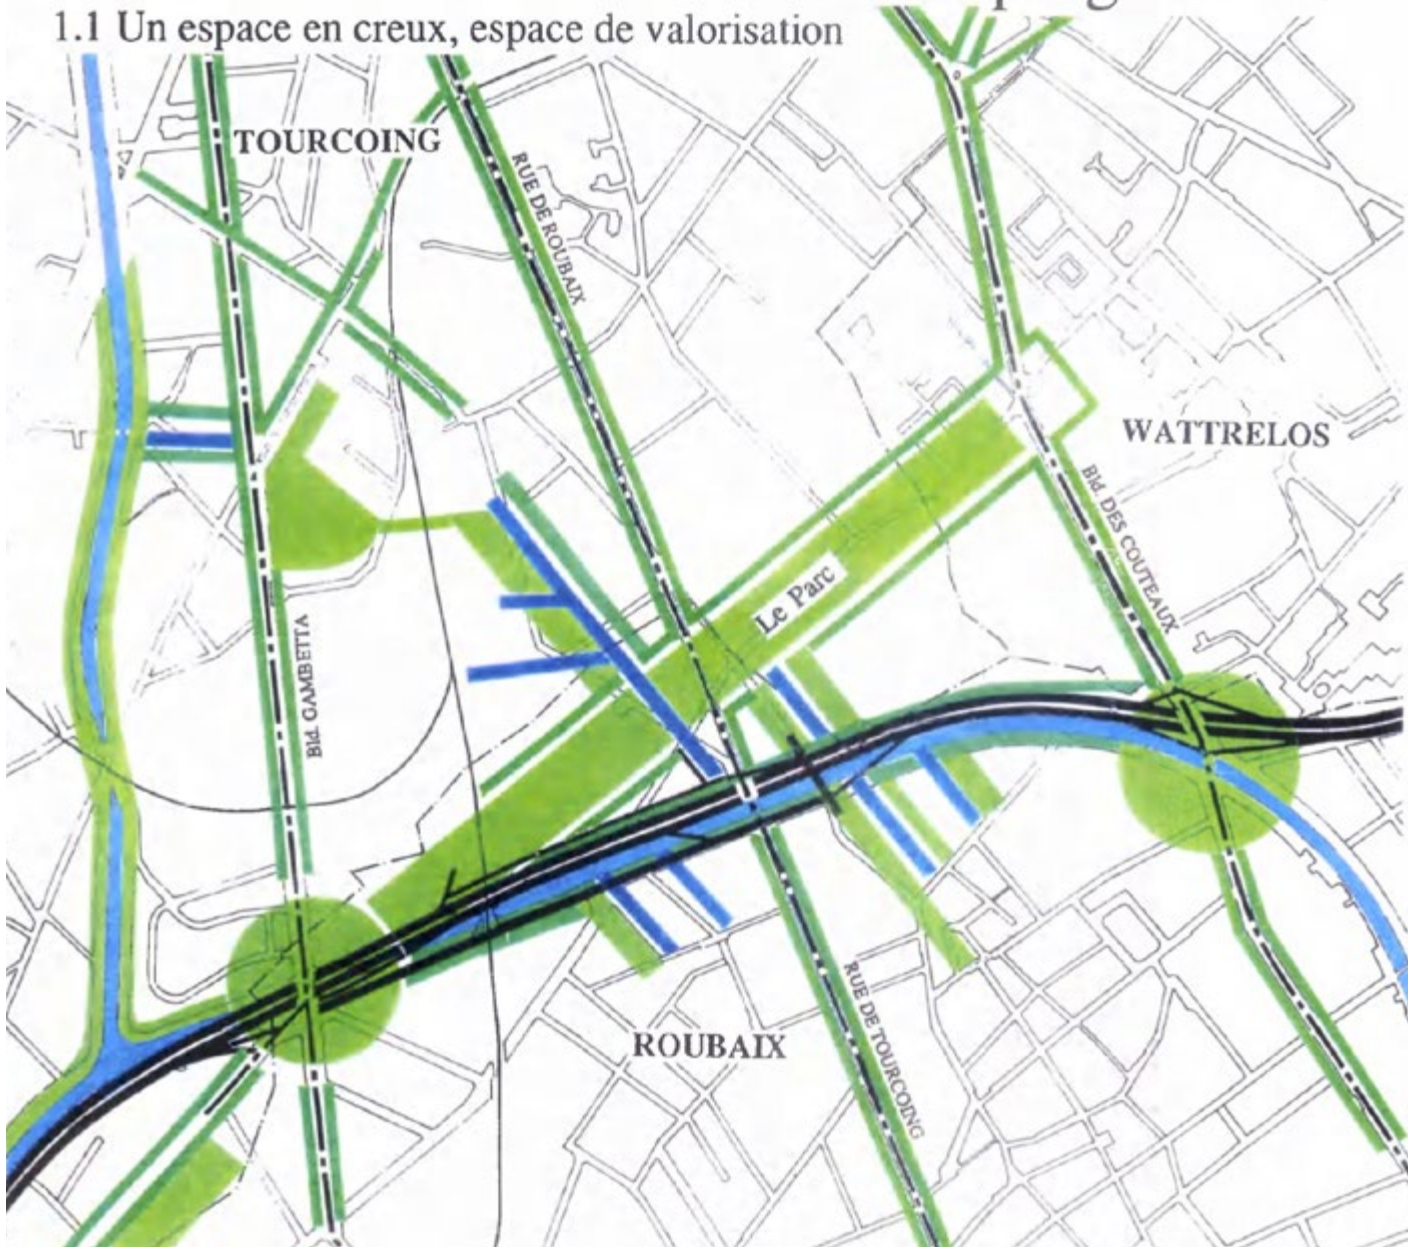 1.1 Un espace en creux, espace de valorisation
TOURCOING
RUE DE ROUBAIX
WATTRELOS
Bld. DES COUTEAUX
Le Parc
Bld. GAMBETTA
ROUBAIX
RUE DE TOURCOING